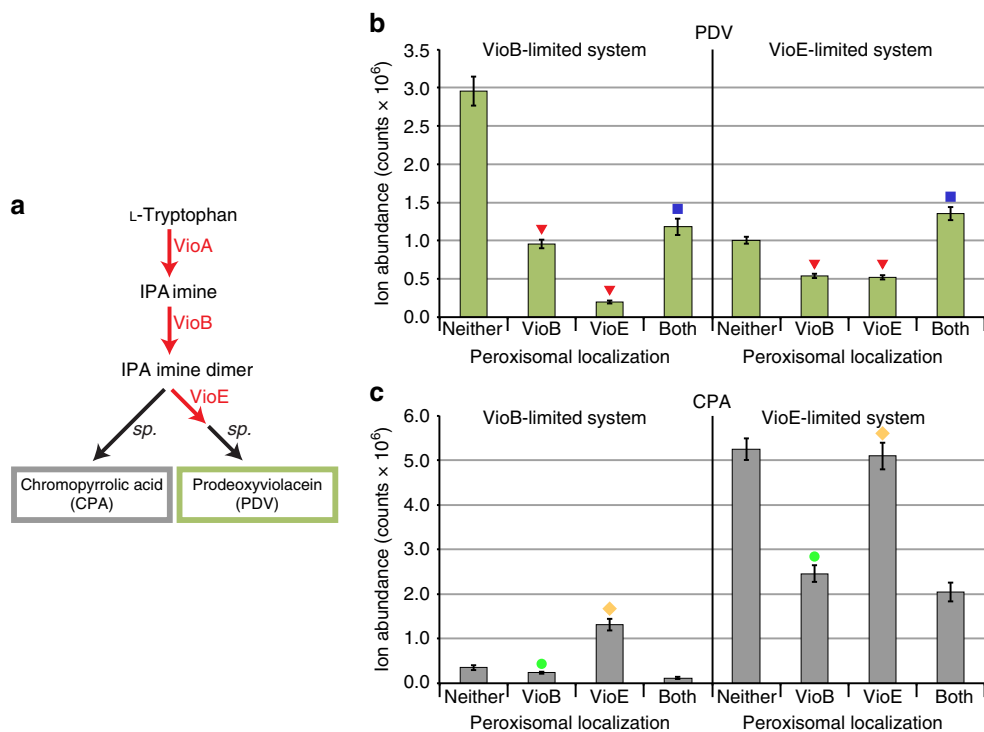 a
L-Tryptophan
VioA
IPA imine
VioB
IPA imine dimer
VioE
sp.
sp.
Chromopyrrolic acid
(CPA)
Prodeoxyviolacein
(PDV)
b
PDV
VioB-limited system
VioE-limited system
Ion abundance (counts × 10⁶)
3.5
3.0
2.5
2.0
1.5
1.0
0.5
0.0
Neither VioB VioE Both Neither VioB VioE Both
Peroxisomal localization Peroxisomal localization
c
CPA
VioB-limited system
VioE-limited system
Ion abundance (counts × 10⁶)
6.0
5.0
4.0
3.0
2.0
1.0
0.0
Neither VioB VioE Both Neither VioB VioE Both
Peroxisomal localization Peroxisomal localization